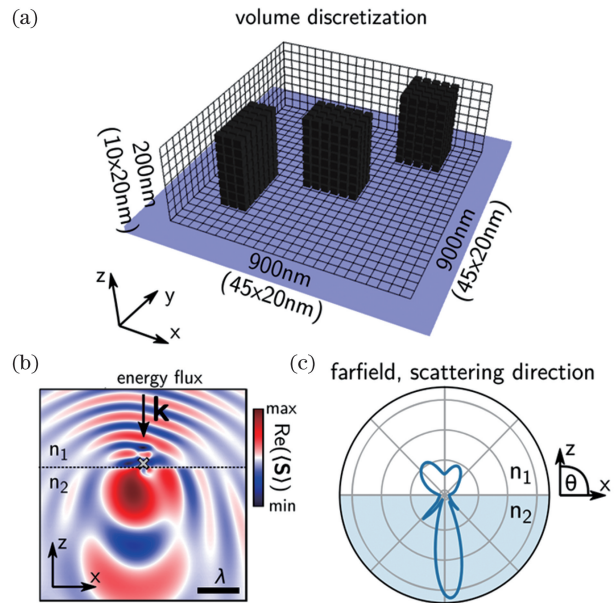 (a)
volume discretization
200nm
(10x20nm)
900nm
(45x20nm)
900nm
(45x20nm)
z
y
x
(b)
energy flux
k
n₁
n₂
z
x
λ
max
Re(⟨S⟩)
min
(c)
farfield, scattering direction
n₁
n₂
z
θ
x